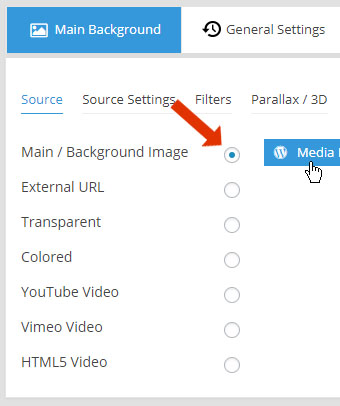 Main Background General Settings
Source Source Settings Filters Parallax / 3D
Main / Background Image Media
External URL
Transparent
Colored
YouTube Video
Vimeo Video
HTML5 Video